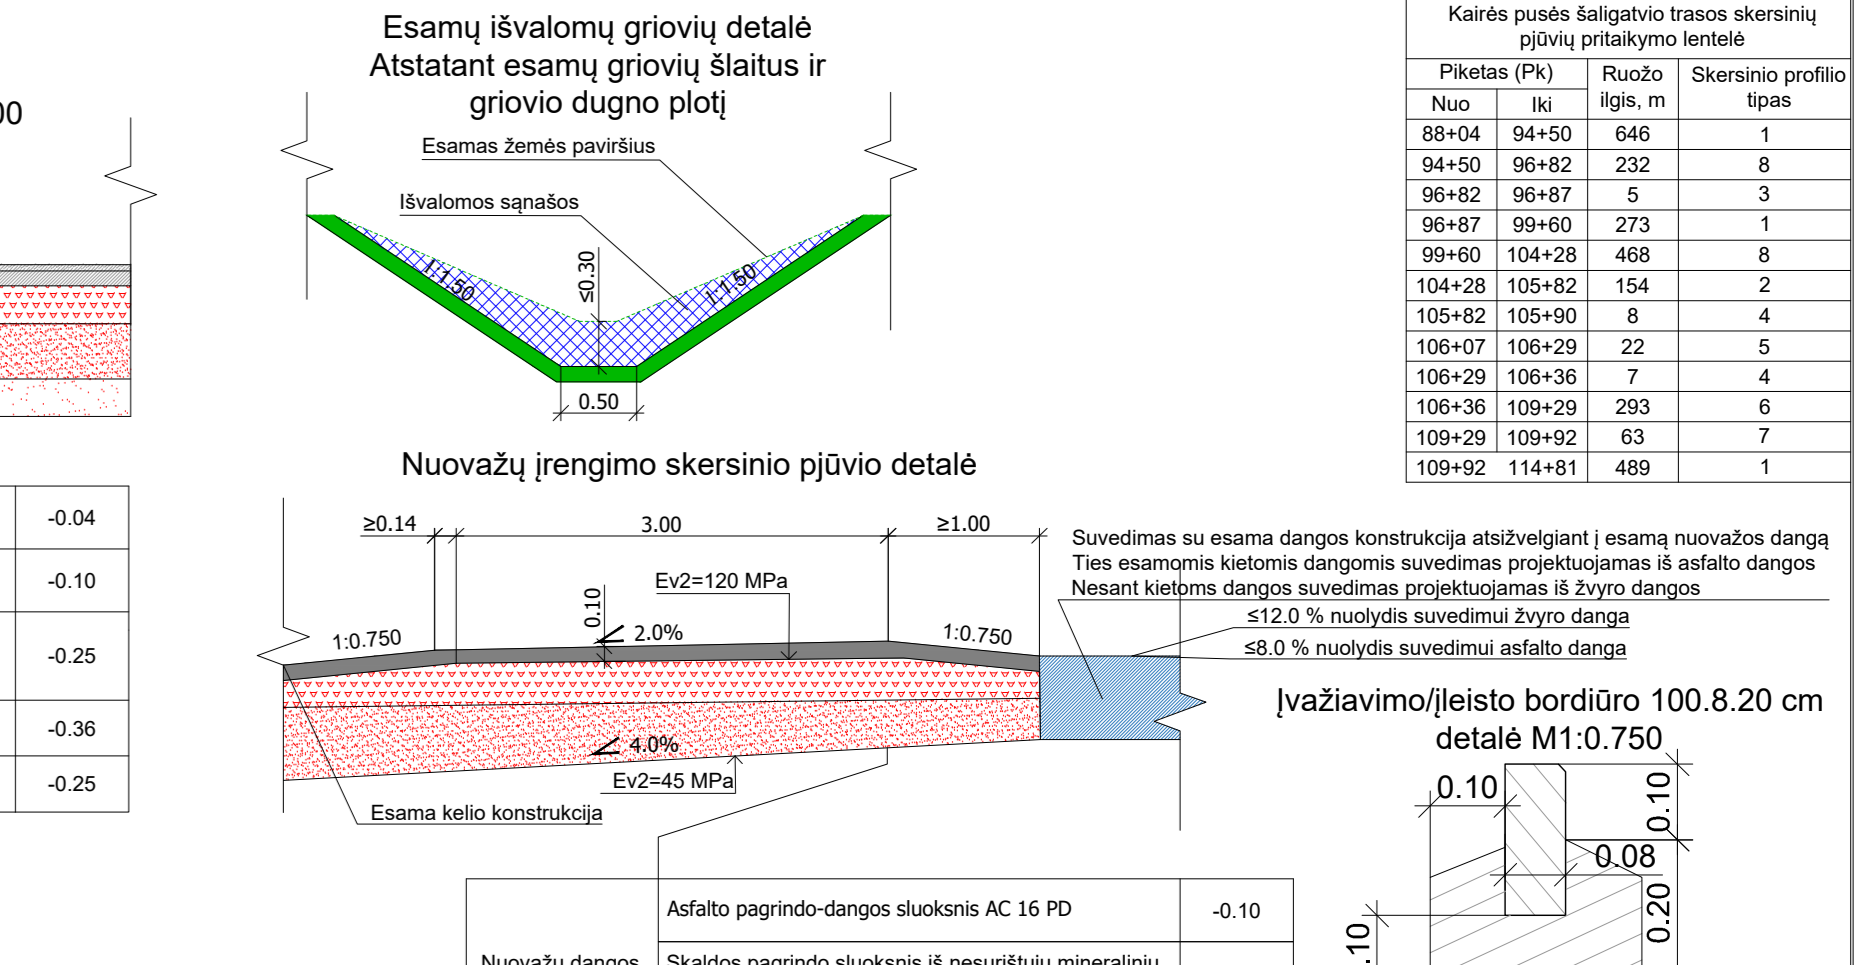 00
Esamų išvalomų griovių detalė
Atstatant esamų griovių šlaitus ir
griovio dugno plotį
Esamas žemės paviršius
Išvalomos sąnašos
1:1.50
≤0.30
1:1.50
0.50
Kairės pusės šaligatvio trasos skersinių
pjūvių pritaikymo lentelė
Piketas (Pk) Ruožo ilgis, m Skersinio profilio tipas
Nuo Iki
88+04 94+50 646 1
94+50 96+82 232 8
96+82 96+87 5 3
96+87 99+60 273 1
99+60 104+28 468 8
104+28 105+82 154 2
105+82 105+90 8 4
106+07 106+29 22 5
106+29 106+36 7 4
106+36 109+29 293 6
109+29 109+92 63 7
109+92 114+81 489 1
-0.04
-0.10
-0.25
-0.36
-0.25
Nuovažų įrengimo skersinio pjūvio detalė
≥0.14 3.00 ≥1.00
Ev2=120 MPa
0.10
1:0.750 2.0% 1:0.750
4.0%
Ev2=45 MPa
Esama kelio konstrukcija
Suvedimas su esama dangos konstrukcija atsižvelgiant į esamą nuovažos dangą
Ties esamomis kietomis dangomis suvedimas projektuojamas iš asfalto dangos
Nesant kietoms dangos suvedimas projektuojamas iš žvyro dangos
≤12.0 % nuolydis suvedimui žvyro danga
≤8.0 % nuolydis suvedimui asfalto danga
Įvažiavimo/įleisto bordiūro 100.8.20 cm
detalė M1:0.750
0.10
0.10
0.08
0.20
.10
Asfalto pagrindo-dangos sluoksnis AC 16 PD -0.10
Nuovažų dangos
Skaldos pagrindo sluoksnis iš nesurištųjų mineralinių